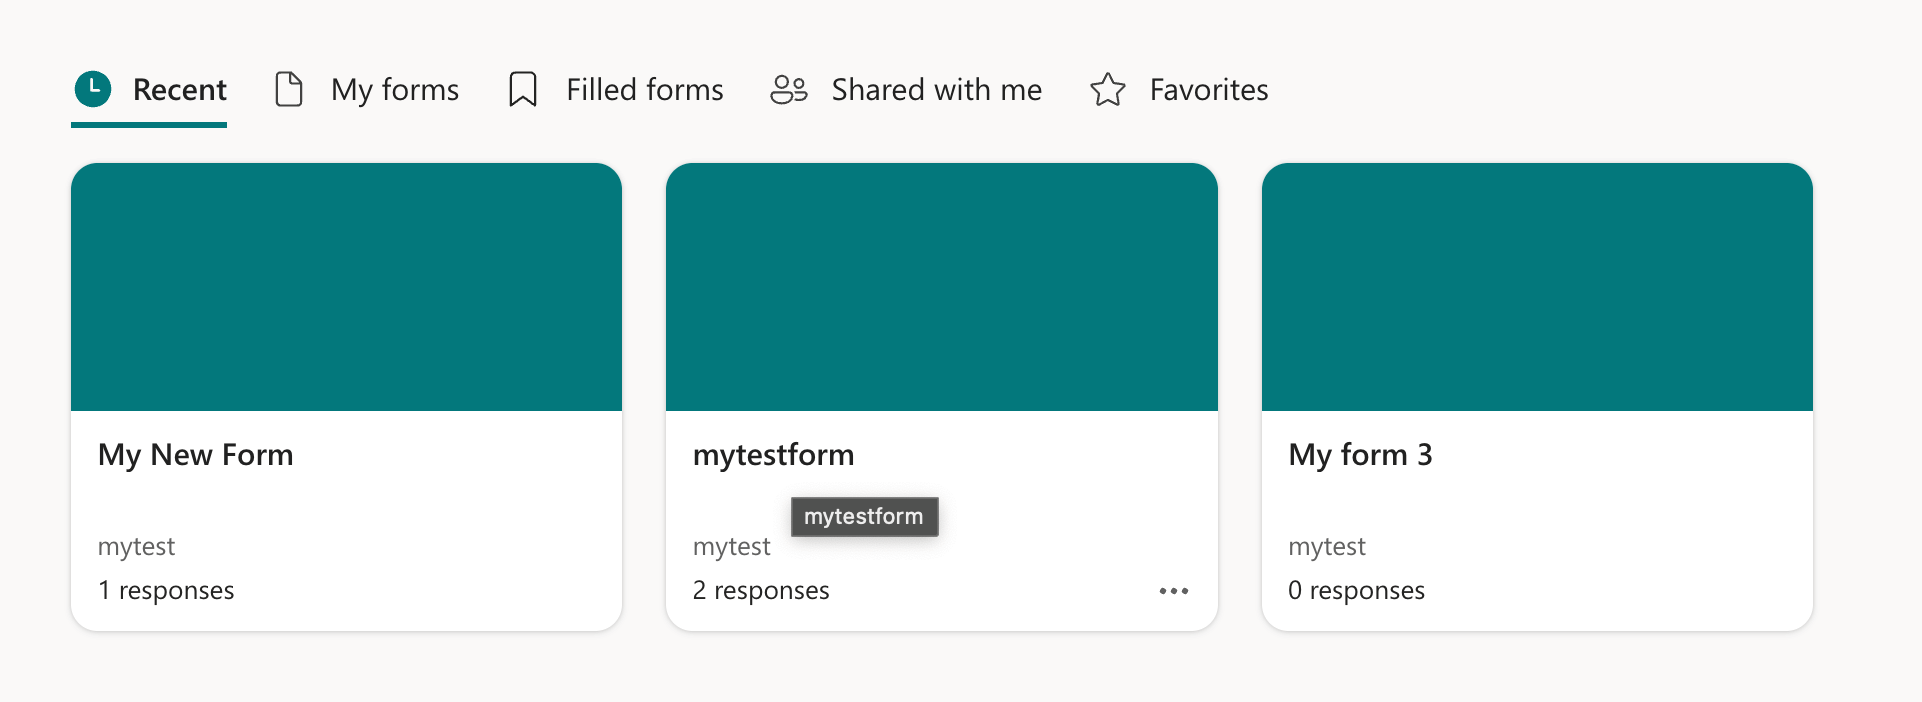 Recent My forms Filled forms Shared with me Favorites
My New Form
mytest
1 responses
mytestform
mytestform
mytest
2 responses
My form 3
mytest
0 responses